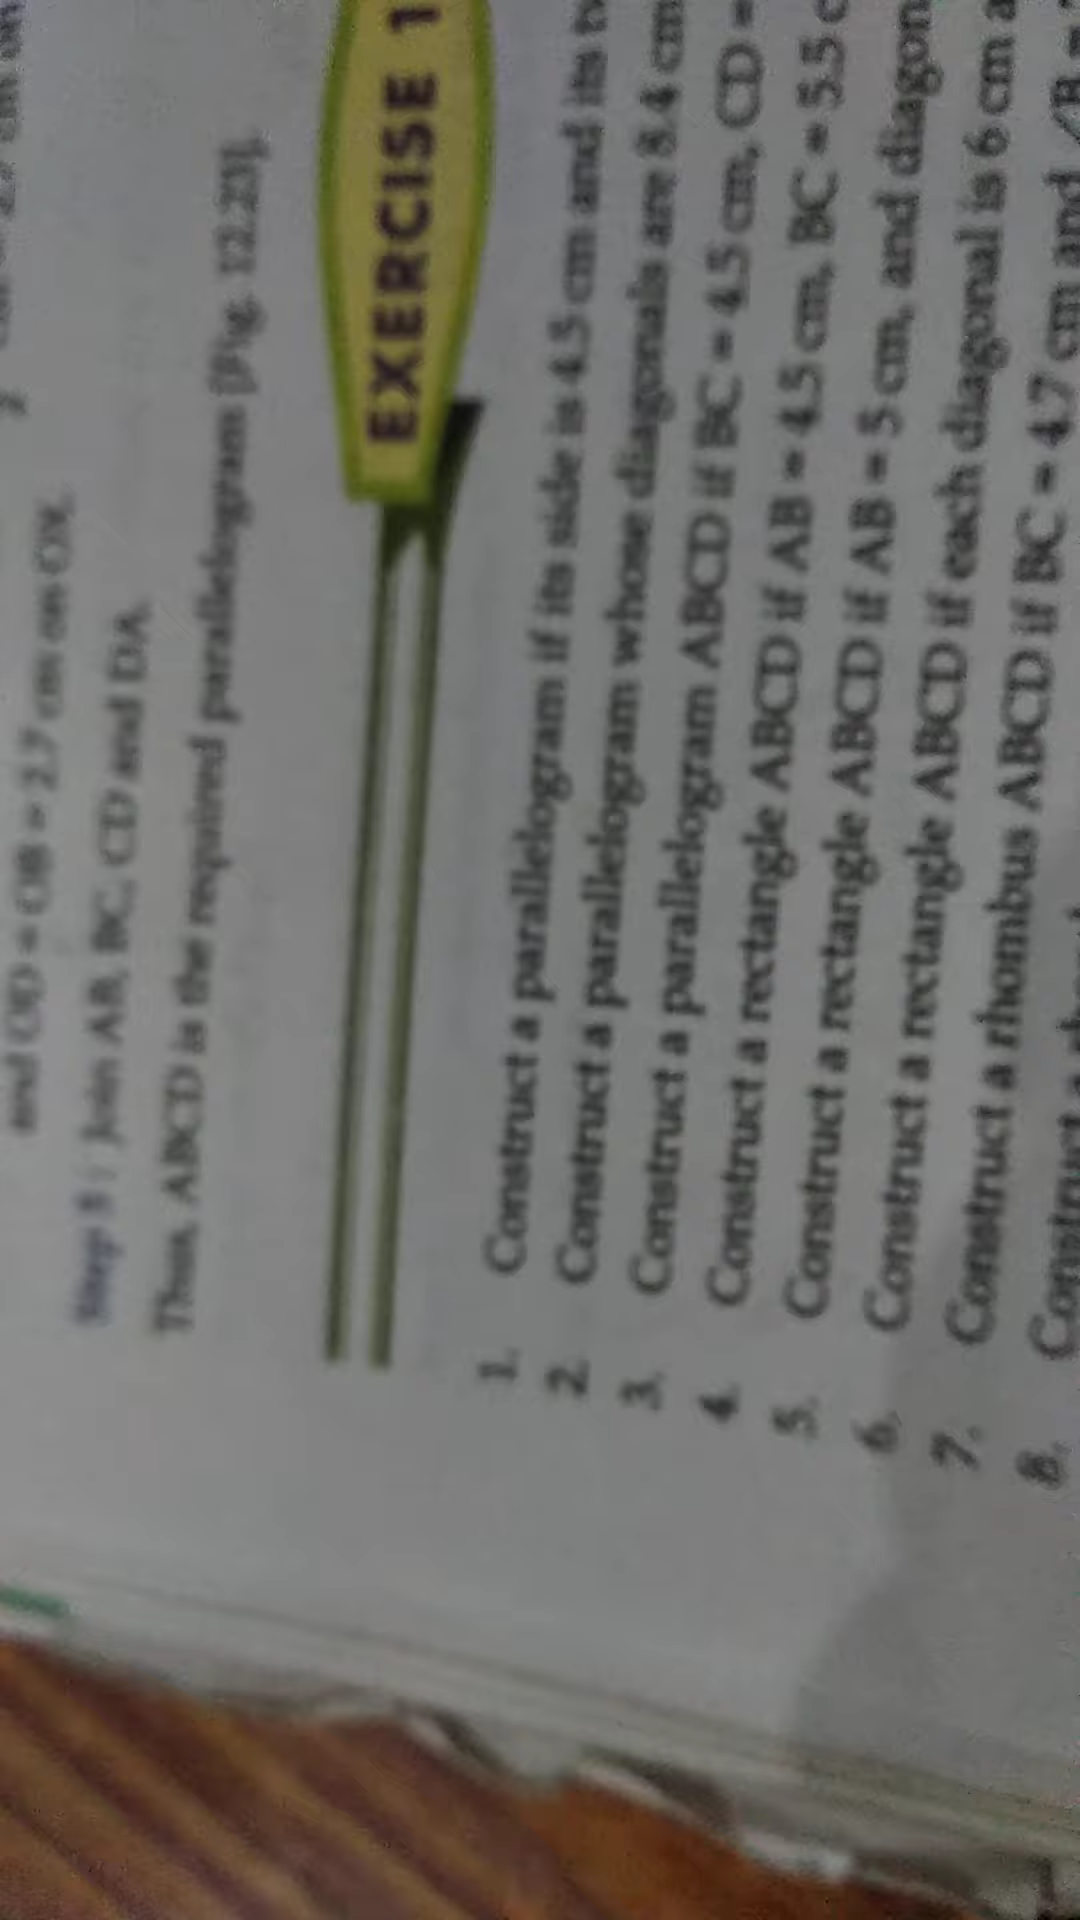 and OD = OB = 2.7 cm on OX.
Step 5 : Join AB, BC, CD and DA.
Thus, ABCD is the required parallelogram [Fig. 12.23].
EXERCISE 1
1. Construct a parallelogram if its side is 4.5 cm and its tw
2. Construct a parallelogram whose diagonals are 8.4 cm
3. Construct a parallelogram ABCD if BC = 4.5 cm, CD =
4. Construct a rectangle ABCD if AB = 4.5 cm, BC = 5.5 c
5. Construct a rectangle ABCD if AB = 5 cm, and diagon
6. Construct a rectangle ABCD if each diagonal is 6 cm a
7. Construct a rhombus ABCD if BC = 4.7 cm and ∠B =
8. Construct a